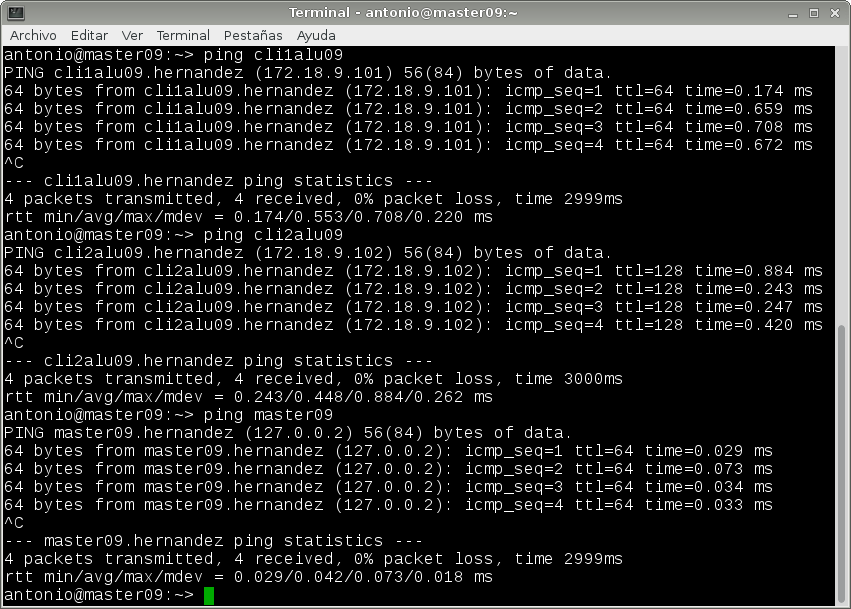 Terminal - antonio@master09:~
Archivo Editar Ver Terminal Pestañas Ayuda
antonio@master09:~> ping cli1alu09
PING cli1alu09.hernandez (172.18.9.101) 56(84) bytes of data.
64 bytes from cli1alu09.hernandez (172.18.9.101): icmp_seq=1 ttl=64 time=0.174 ms
64 bytes from cli1alu09.hernandez (172.18.9.101): icmp_seq=2 ttl=64 time=0.659 ms
64 bytes from cli1alu09.hernandez (172.18.9.101): icmp_seq=3 ttl=64 time=0.708 ms
64 bytes from cli1alu09.hernandez (172.18.9.101): icmp_seq=4 ttl=64 time=0.672 ms
^C
--- cli1alu09.hernandez ping statistics ---
4 packets transmitted, 4 received, 0% packet loss, time 2999ms
rtt min/avg/max/mdev = 0.174/0.553/0.708/0.220 ms
antonio@master09:~> ping cli2alu09
PING cli2alu09.hernandez (172.18.9.102) 56(84) bytes of data.
64 bytes from cli2alu09.hernandez (172.18.9.102): icmp_seq=1 ttl=128 time=0.884 ms
64 bytes from cli2alu09.hernandez (172.18.9.102): icmp_seq=2 ttl=128 time=0.243 ms
64 bytes from cli2alu09.hernandez (172.18.9.102): icmp_seq=3 ttl=128 time=0.247 ms
64 bytes from cli2alu09.hernandez (172.18.9.102): icmp_seq=4 ttl=128 time=0.420 ms
^C
--- cli2alu09.hernandez ping statistics ---
4 packets transmitted, 4 received, 0% packet loss, time 3000ms
rtt min/avg/max/mdev = 0.243/0.448/0.884/0.262 ms
antonio@master09:~> ping master09
PING master09.hernandez (127.0.0.2) 56(84) bytes of data.
64 bytes from master09.hernandez (127.0.0.2): icmp_seq=1 ttl=64 time=0.029 ms
64 bytes from master09.hernandez (127.0.0.2): icmp_seq=2 ttl=64 time=0.073 ms
64 bytes from master09.hernandez (127.0.0.2): icmp_seq=3 ttl=64 time=0.034 ms
64 bytes from master09.hernandez (127.0.0.2): icmp_seq=4 ttl=64 time=0.033 ms
^C
--- master09.hernandez ping statistics ---
4 packets transmitted, 4 received, 0% packet loss, time 2999ms
rtt min/avg/max/mdev = 0.029/0.042/0.073/0.018 ms
antonio@master09:~>